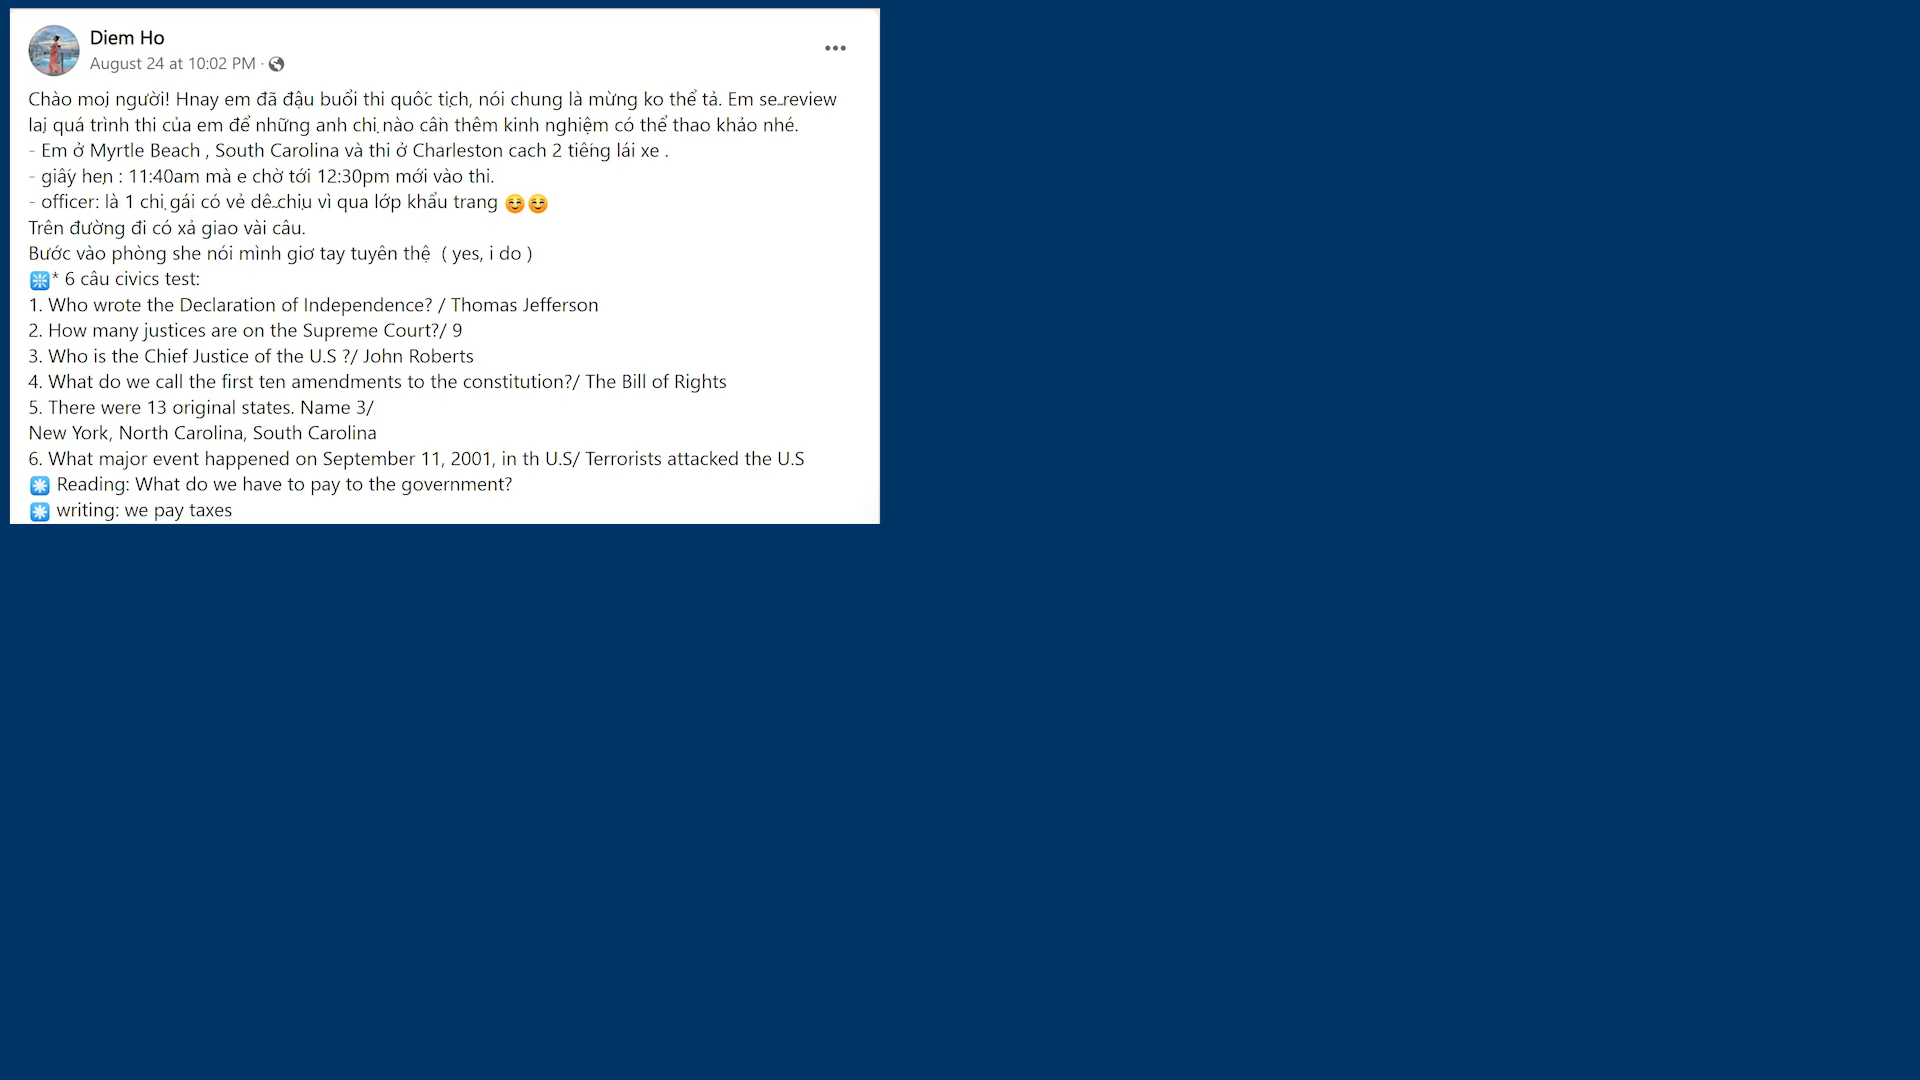 Diem Ho
August 24 at 10:02 PM ·
Chào mọi người! Hnay em đã đậu buổi thi quốc tịch, nói chung là mừng ko thể tả. Em sẽ review
lại quá trình thi của em để những anh chị nào cần thêm kinh nghiệm có thể thao khảo nhé.
- Em ở Myrtle Beach , South Carolina và thi ở Charleston cach 2 tiếng lái xe .
- giấy hẹn : 11:40am mà e chờ tới 12:30pm mới vào thi.
- officer: là 1 chị gái có vẻ dễ chịu vì qua lớp khẩu trang ☺️☺️
Trên đường đi có xả giao vài câu.
Bước vào phòng she nói mình giơ tay tuyên thệ ( yes, i do )
* 6 câu civics test:
1. Who wrote the Declaration of Independence? / Thomas Jefferson
2. How many justices are on the Supreme Court?/ 9
3. Who is the Chief Justice of the U.S ?/ John Roberts
4. What do we call the first ten amendments to the constitution?/ The Bill of Rights
5. There were 13 original states. Name 3/
New York, North Carolina, South Carolina
6. What major event happened on September 11, 2001, in th U.S/ Terrorists attacked the U.S
Reading: What do we have to pay to the government?
writing: we pay taxes